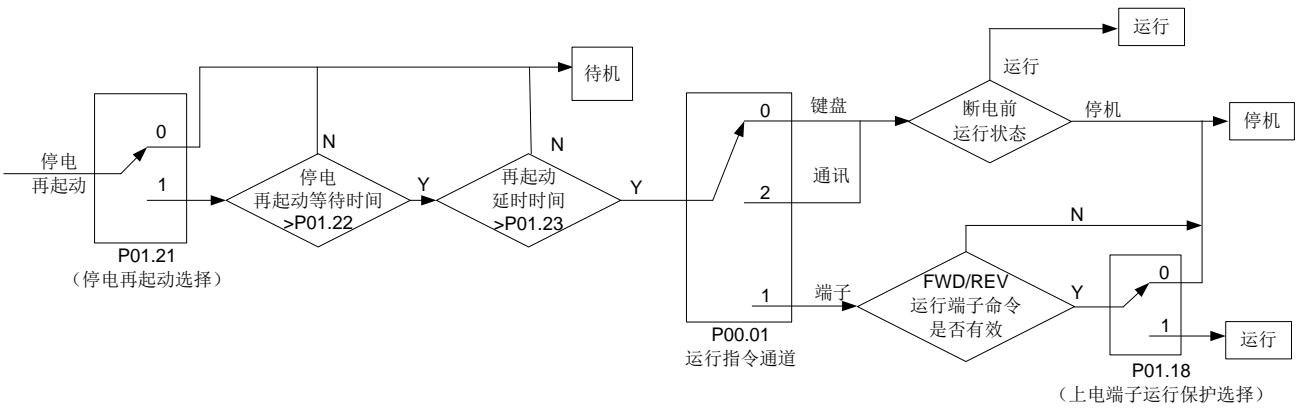 停电
再起动
0
1
P01.21
（停电再起动选择）
N
停电
再起动等待时间
>P01.22
Y
待机
N
再起动
延时时间
>P01.23
Y
0
键盘
2
通讯
1
端子
P00.01
运行指令通道
运行
运行
断电前
运行状态
停机
停机
N
FWD/REV
运行端子命令
是否有效
Y
0
1
P01.18
（上电端子运行保护选择）
运行